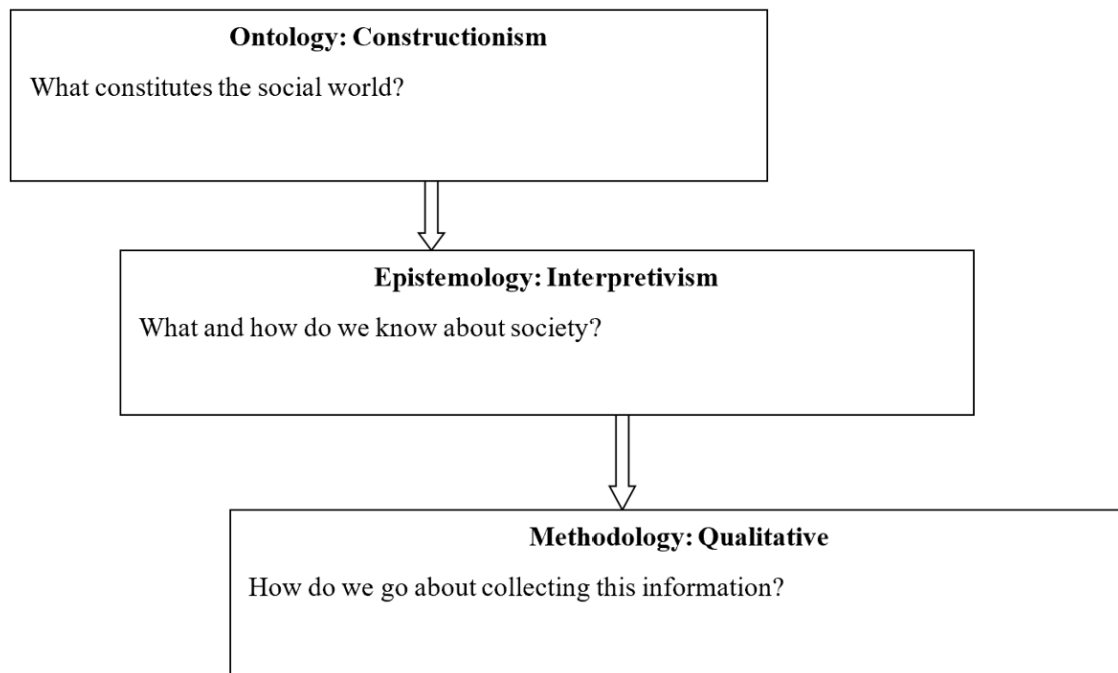 Ontology: Constructionism
What constitutes the social world?
Epistemology: Interpretivism
What and how do we know about society?
Methodology: Qualitative
How do we go about collecting this information?